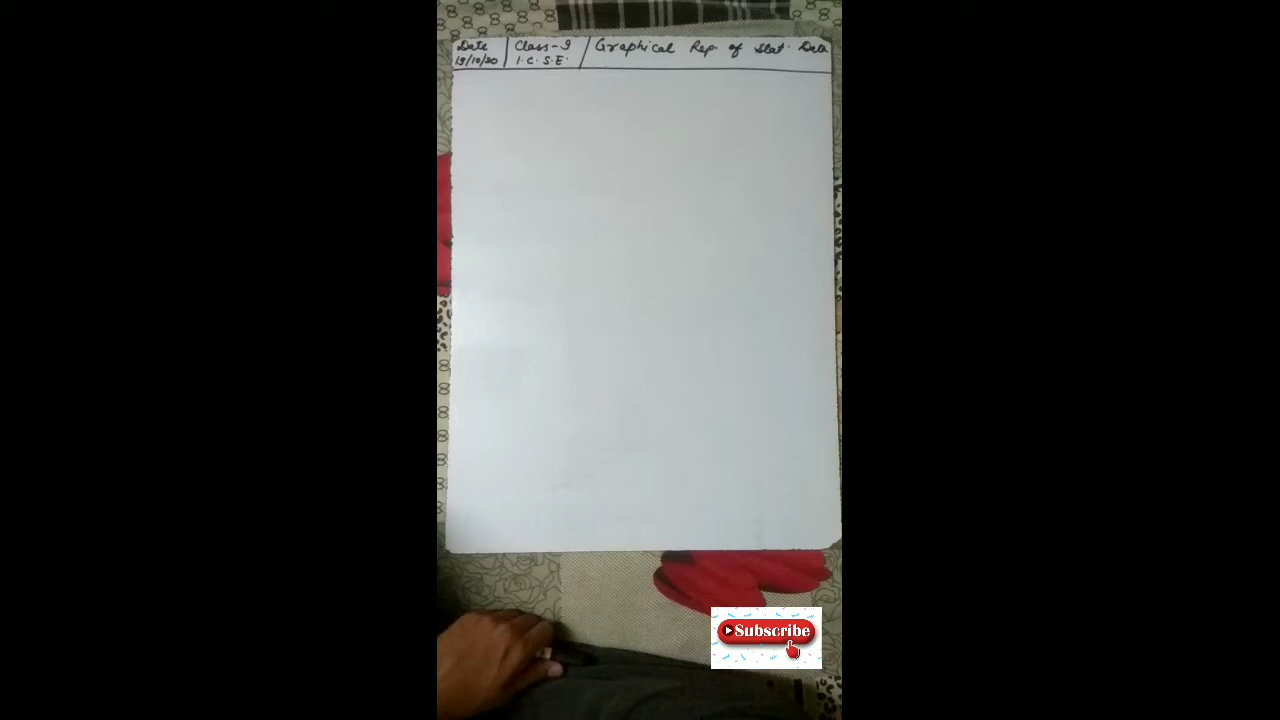 Date | Class-9 / Graphical Rep. of Stat. Data
19/10/20 | I.C.S.E.
Subscribe